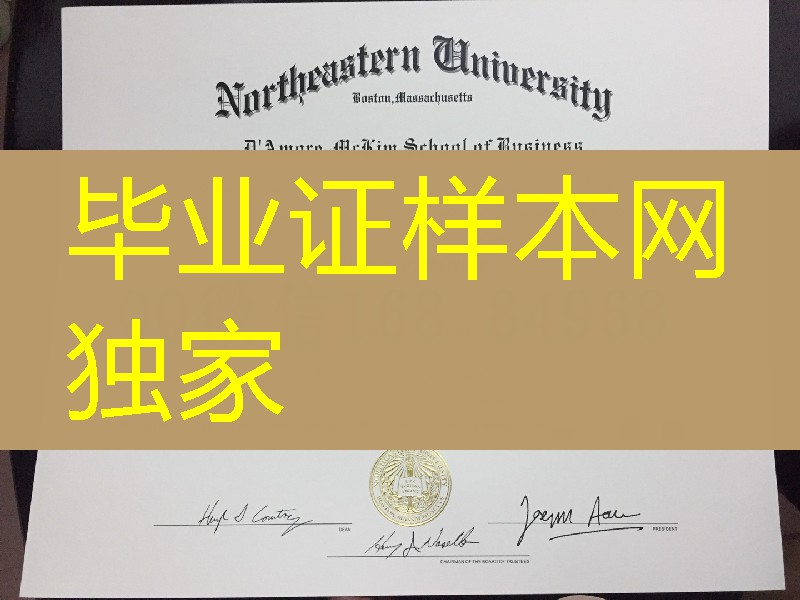 Northeastern University
Boston, Massachusetts
D'Amore-McKim School of Business
毕业证样本网
独家
DEAN
PRESIDENT
CHAIRMAN OF THE BOARD OF TRUSTEES